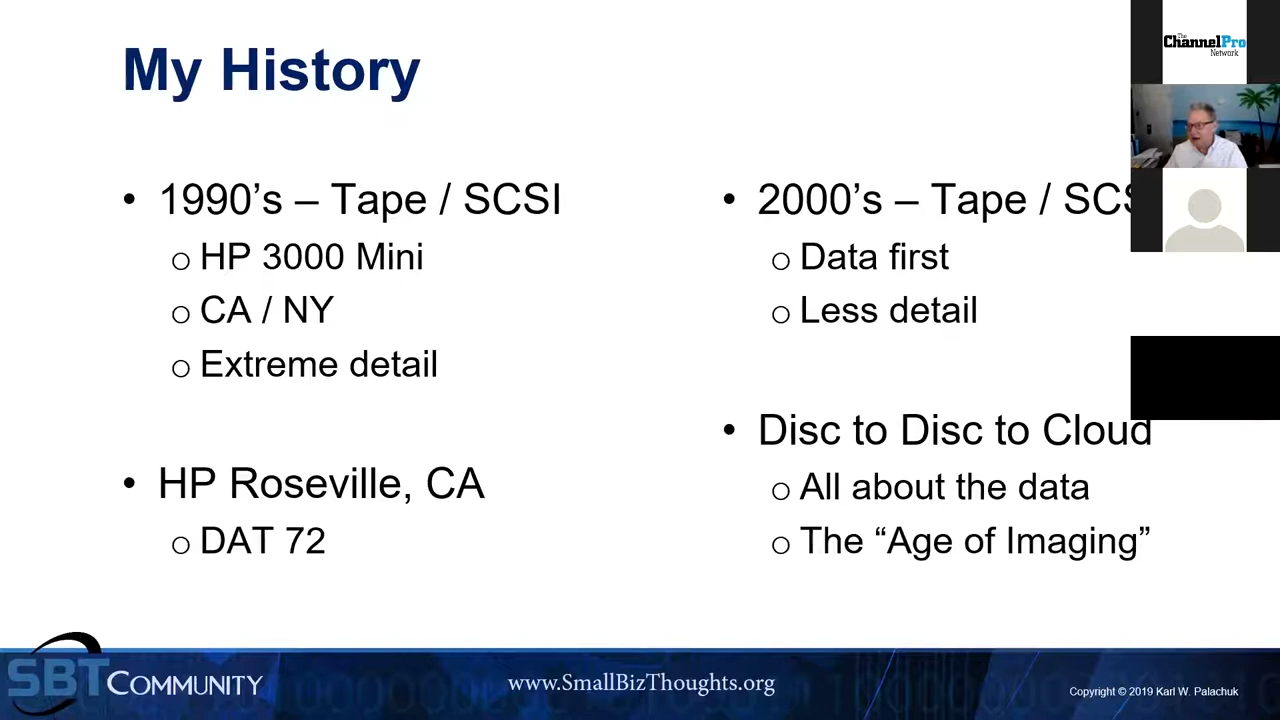 My History
• 1990’s – Tape / SCSI
o HP 3000 Mini
o CA / NY
o Extreme detail
• HP Roseville, CA
o DAT 72
• 2000’s – Tape /
o Data first
o Less detail
• Disc to Disc to Cloud
o All about the data
o The “Age of Imaging”
The
ChannelPro
Network
SBT COMMUNITY
www.SmallBizThoughts.org
Copyright © 2019 Karl W. Palachuk